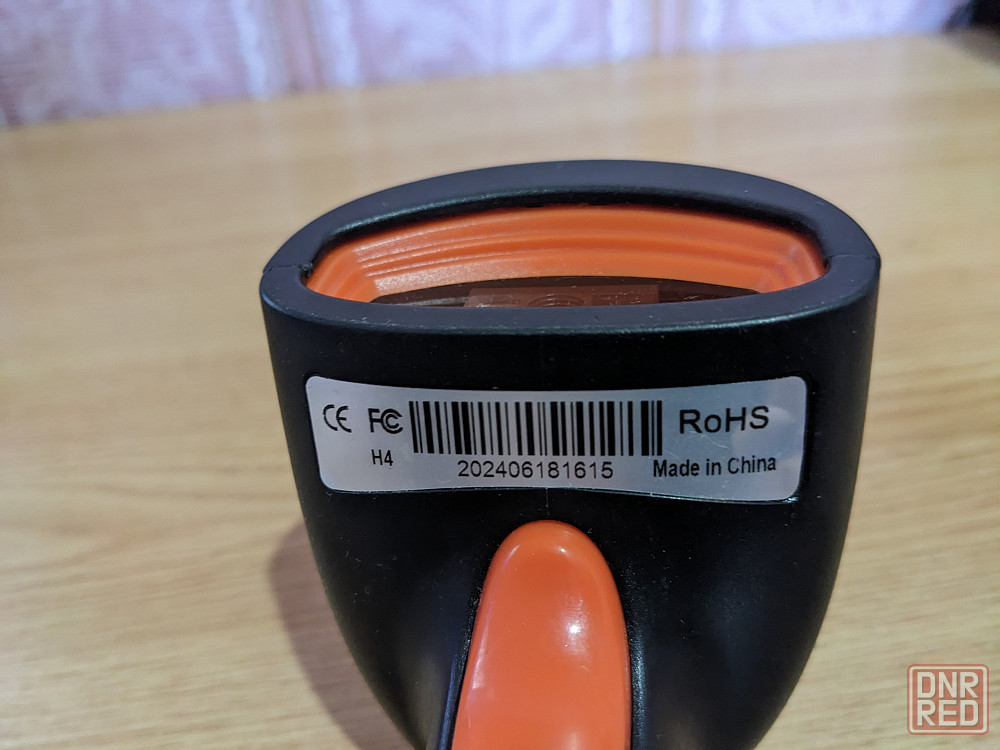 CE FC RoHS
H4 202406181615 Made in China
DNR
RED